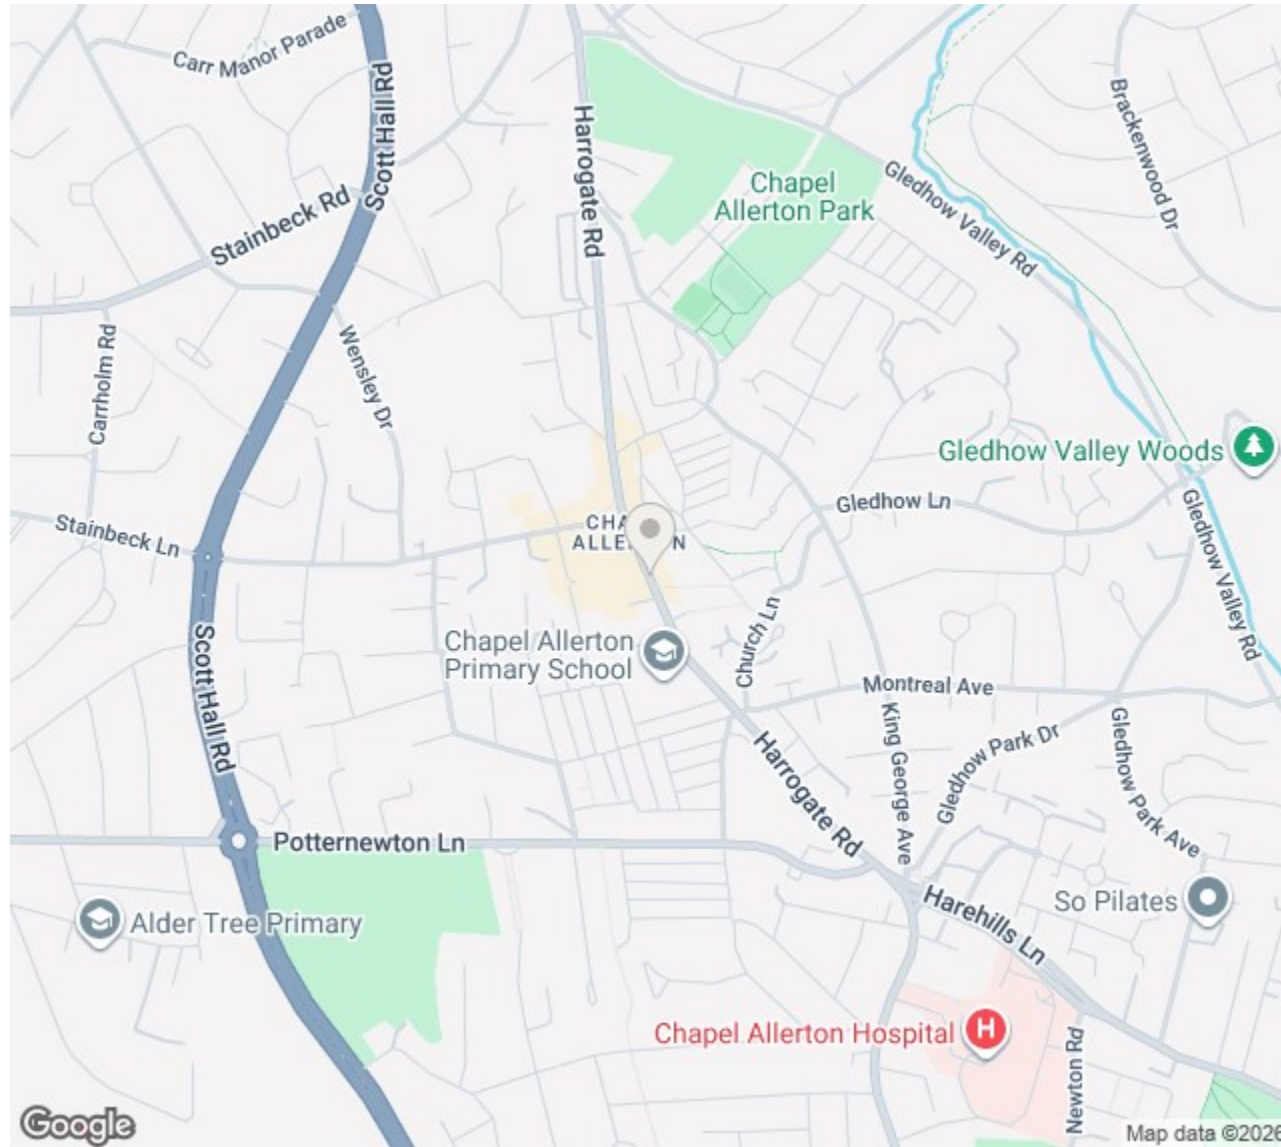 Carr Manor Parade
Scott Hall Rd
Harrogate Rd
Brackenwood Dr
Chapel
Allerton Park
Gledhow Valley Rd
Stainbeck Rd
Carrholm Rd
Wensley Dr
Gledhow Valley Woods
Gledhow Ln
Stainbeck Ln
Gledhow Valley Rd
Chapel Allerton
Primary School
Church Ln
Scott Hall Rd
Montreal Ave
King George Ave
Gledhow Park Dr
Gledhow Park Ave
Harrogate Rd
Potternewton Ln
Harehills Ln
So Pilates
Alder Tree Primary
Chapel Allerton Hospital
H
Newton Rd
Google
Map data ©2026